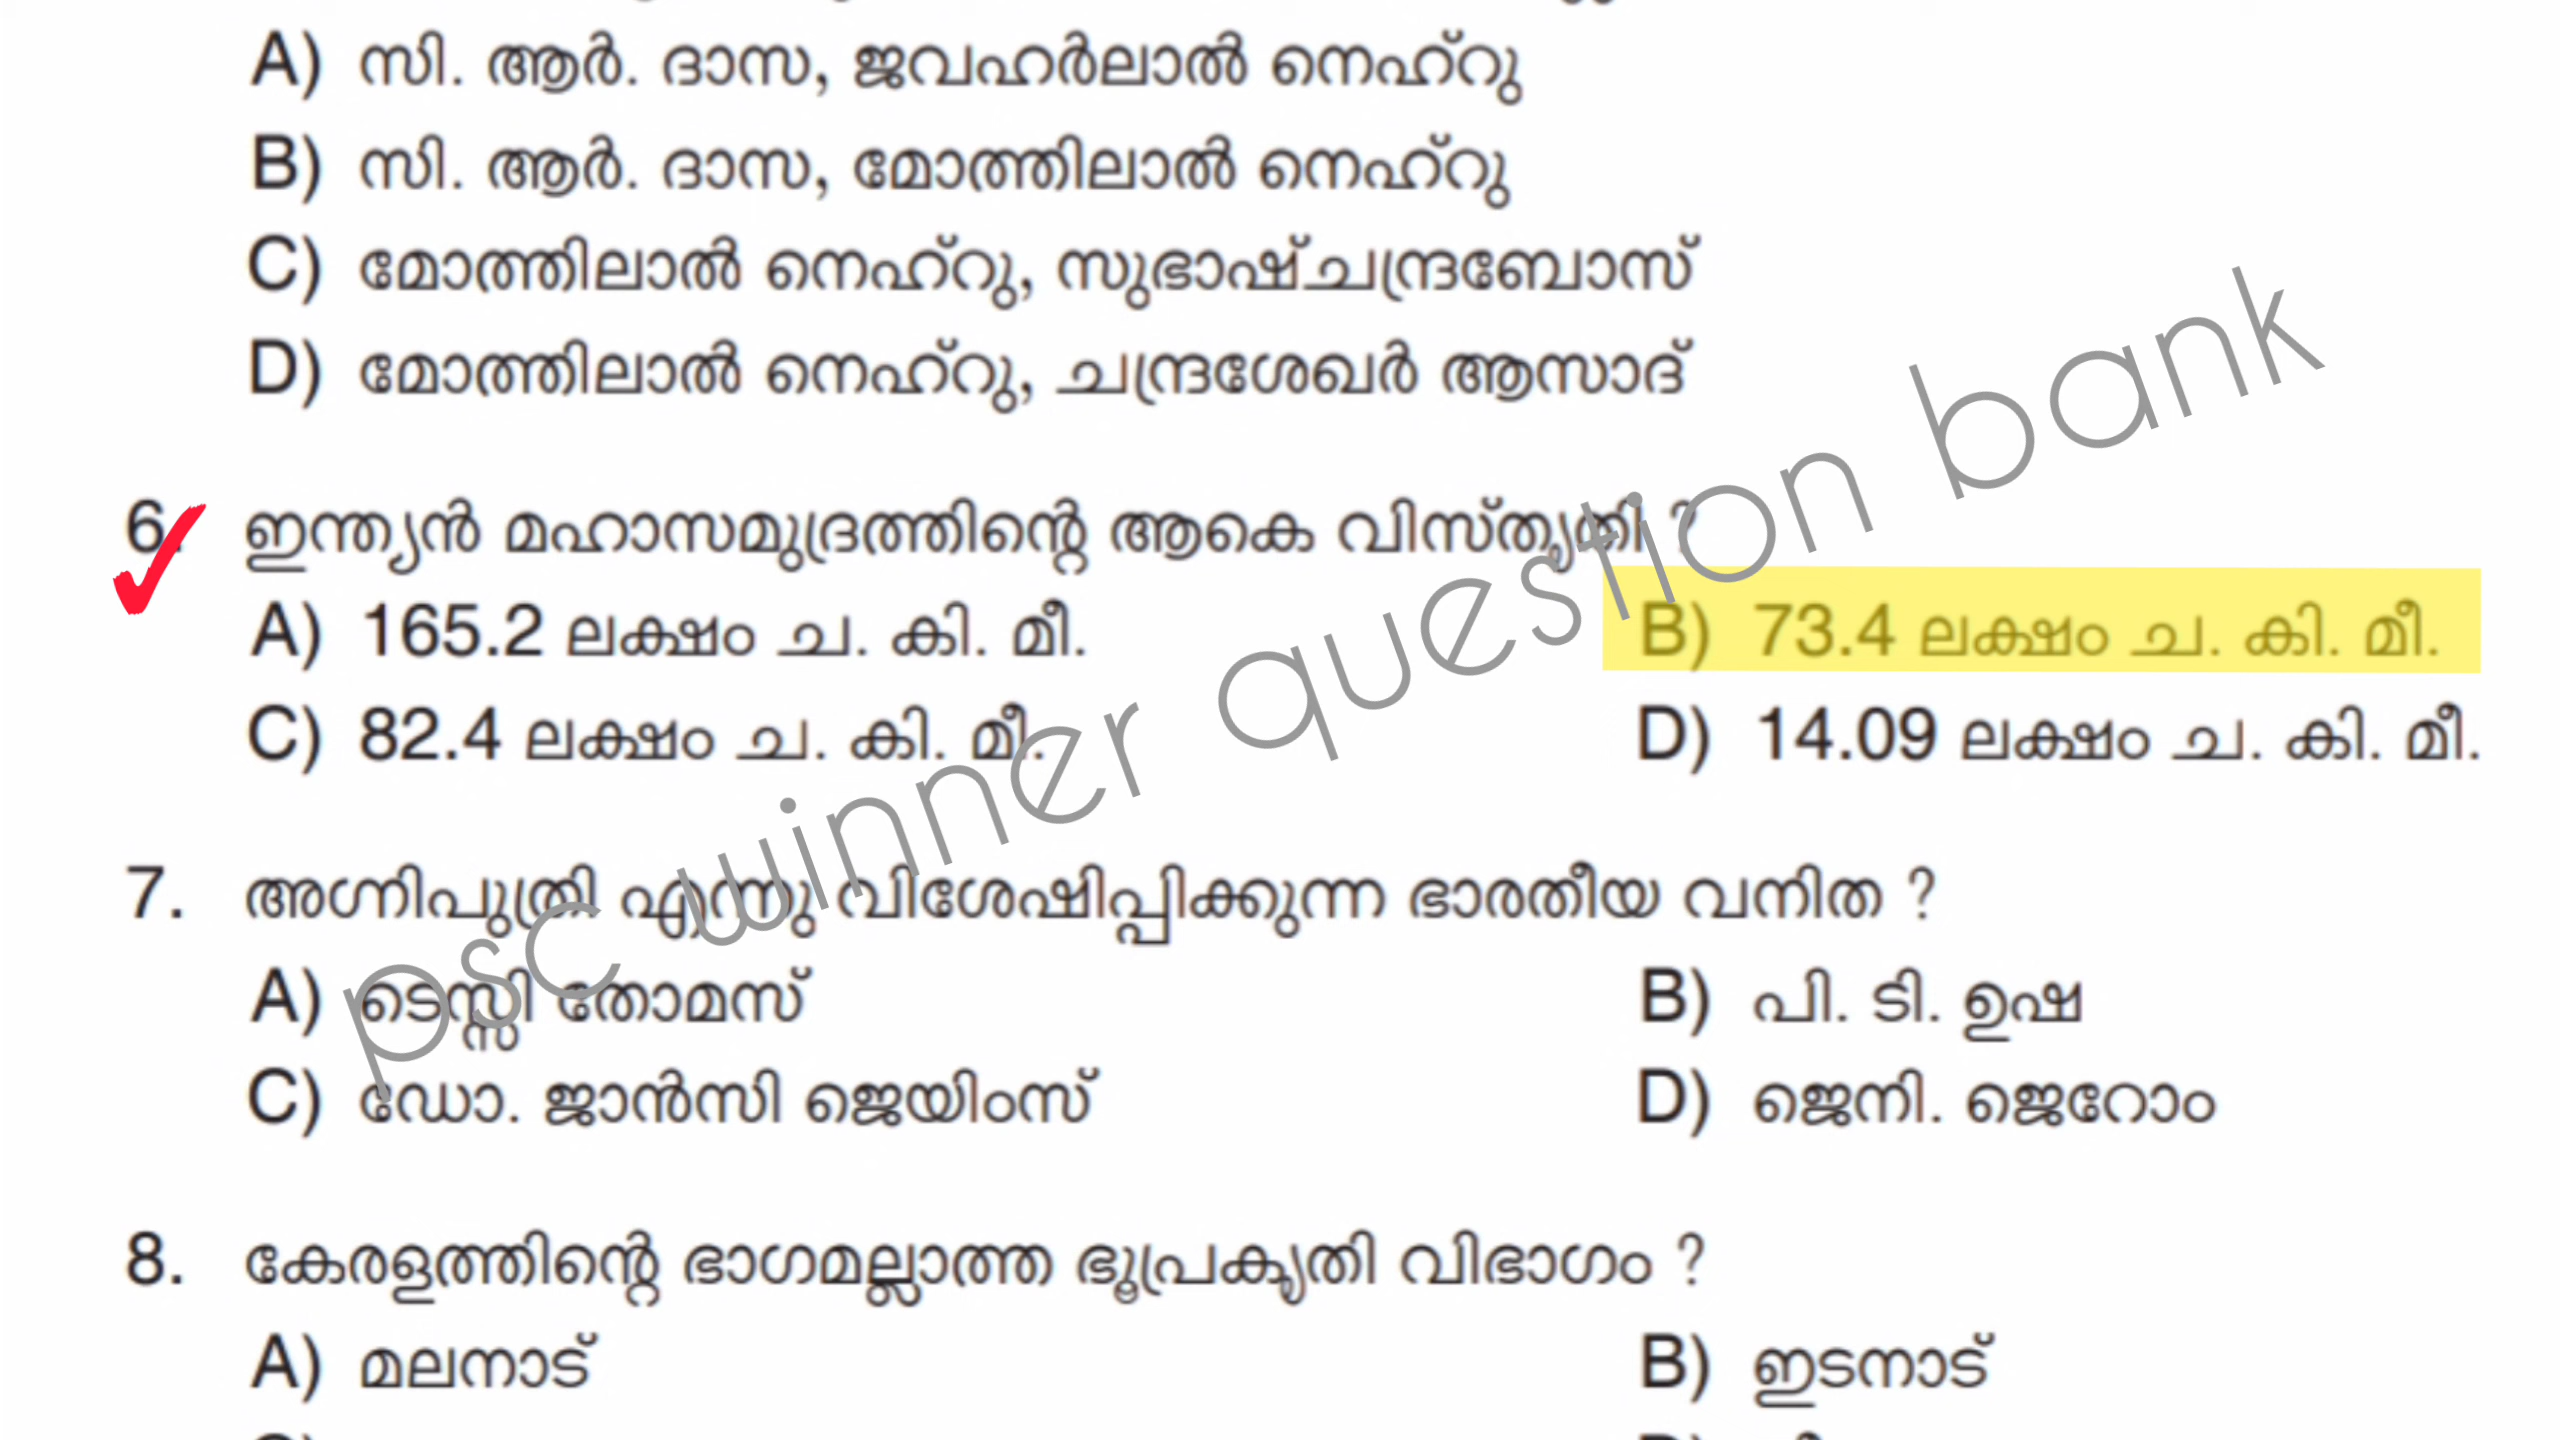 A) സി. ആർ. ദാസ, ജവഹർലാൽ നെഹ്റു
B) സി. ആർ. ദാസ, മോത്തിലാൽ നെഹ്റു
C) മോത്തിലാൽ നെഹ്റു, സുഭാഷ്ചന്ദ്രബോസ്
D) മോത്തിലാൽ നെഹ്റു, ചന്ദ്രശേഖർ ആസാദ്
6. ഇന്ത്യൻ മഹാസമുദ്രത്തിന്റെ ആകെ വിസ്തൃതി ?
A) 165.2 ലക്ഷം ച. കി. മീ. B) 73.4 ലക്ഷം ച. കി. മീ.
C) 82.4 ലക്ഷം ച. കി. മീ. D) 14.09 ലക്ഷം ച. കി. മീ.
psc winner question bank
7. അഗ്നിപുത്രി എന്നു വിശേഷിപ്പിക്കുന്ന ഭാരതീയ വനിത ?
A) ടെസ്സി തോമസ് B) പി. ടി. ഉഷ
C) ഡോ. ജാൻസി ജെയിംസ് D) ജെനി. ജെറോം
8. കേരളത്തിന്റെ ഭാഗമല്ലാത്ത ഭൂപ്രകൃതി വിഭാഗം ?
A) മലനാട് B) ഇടനാട്